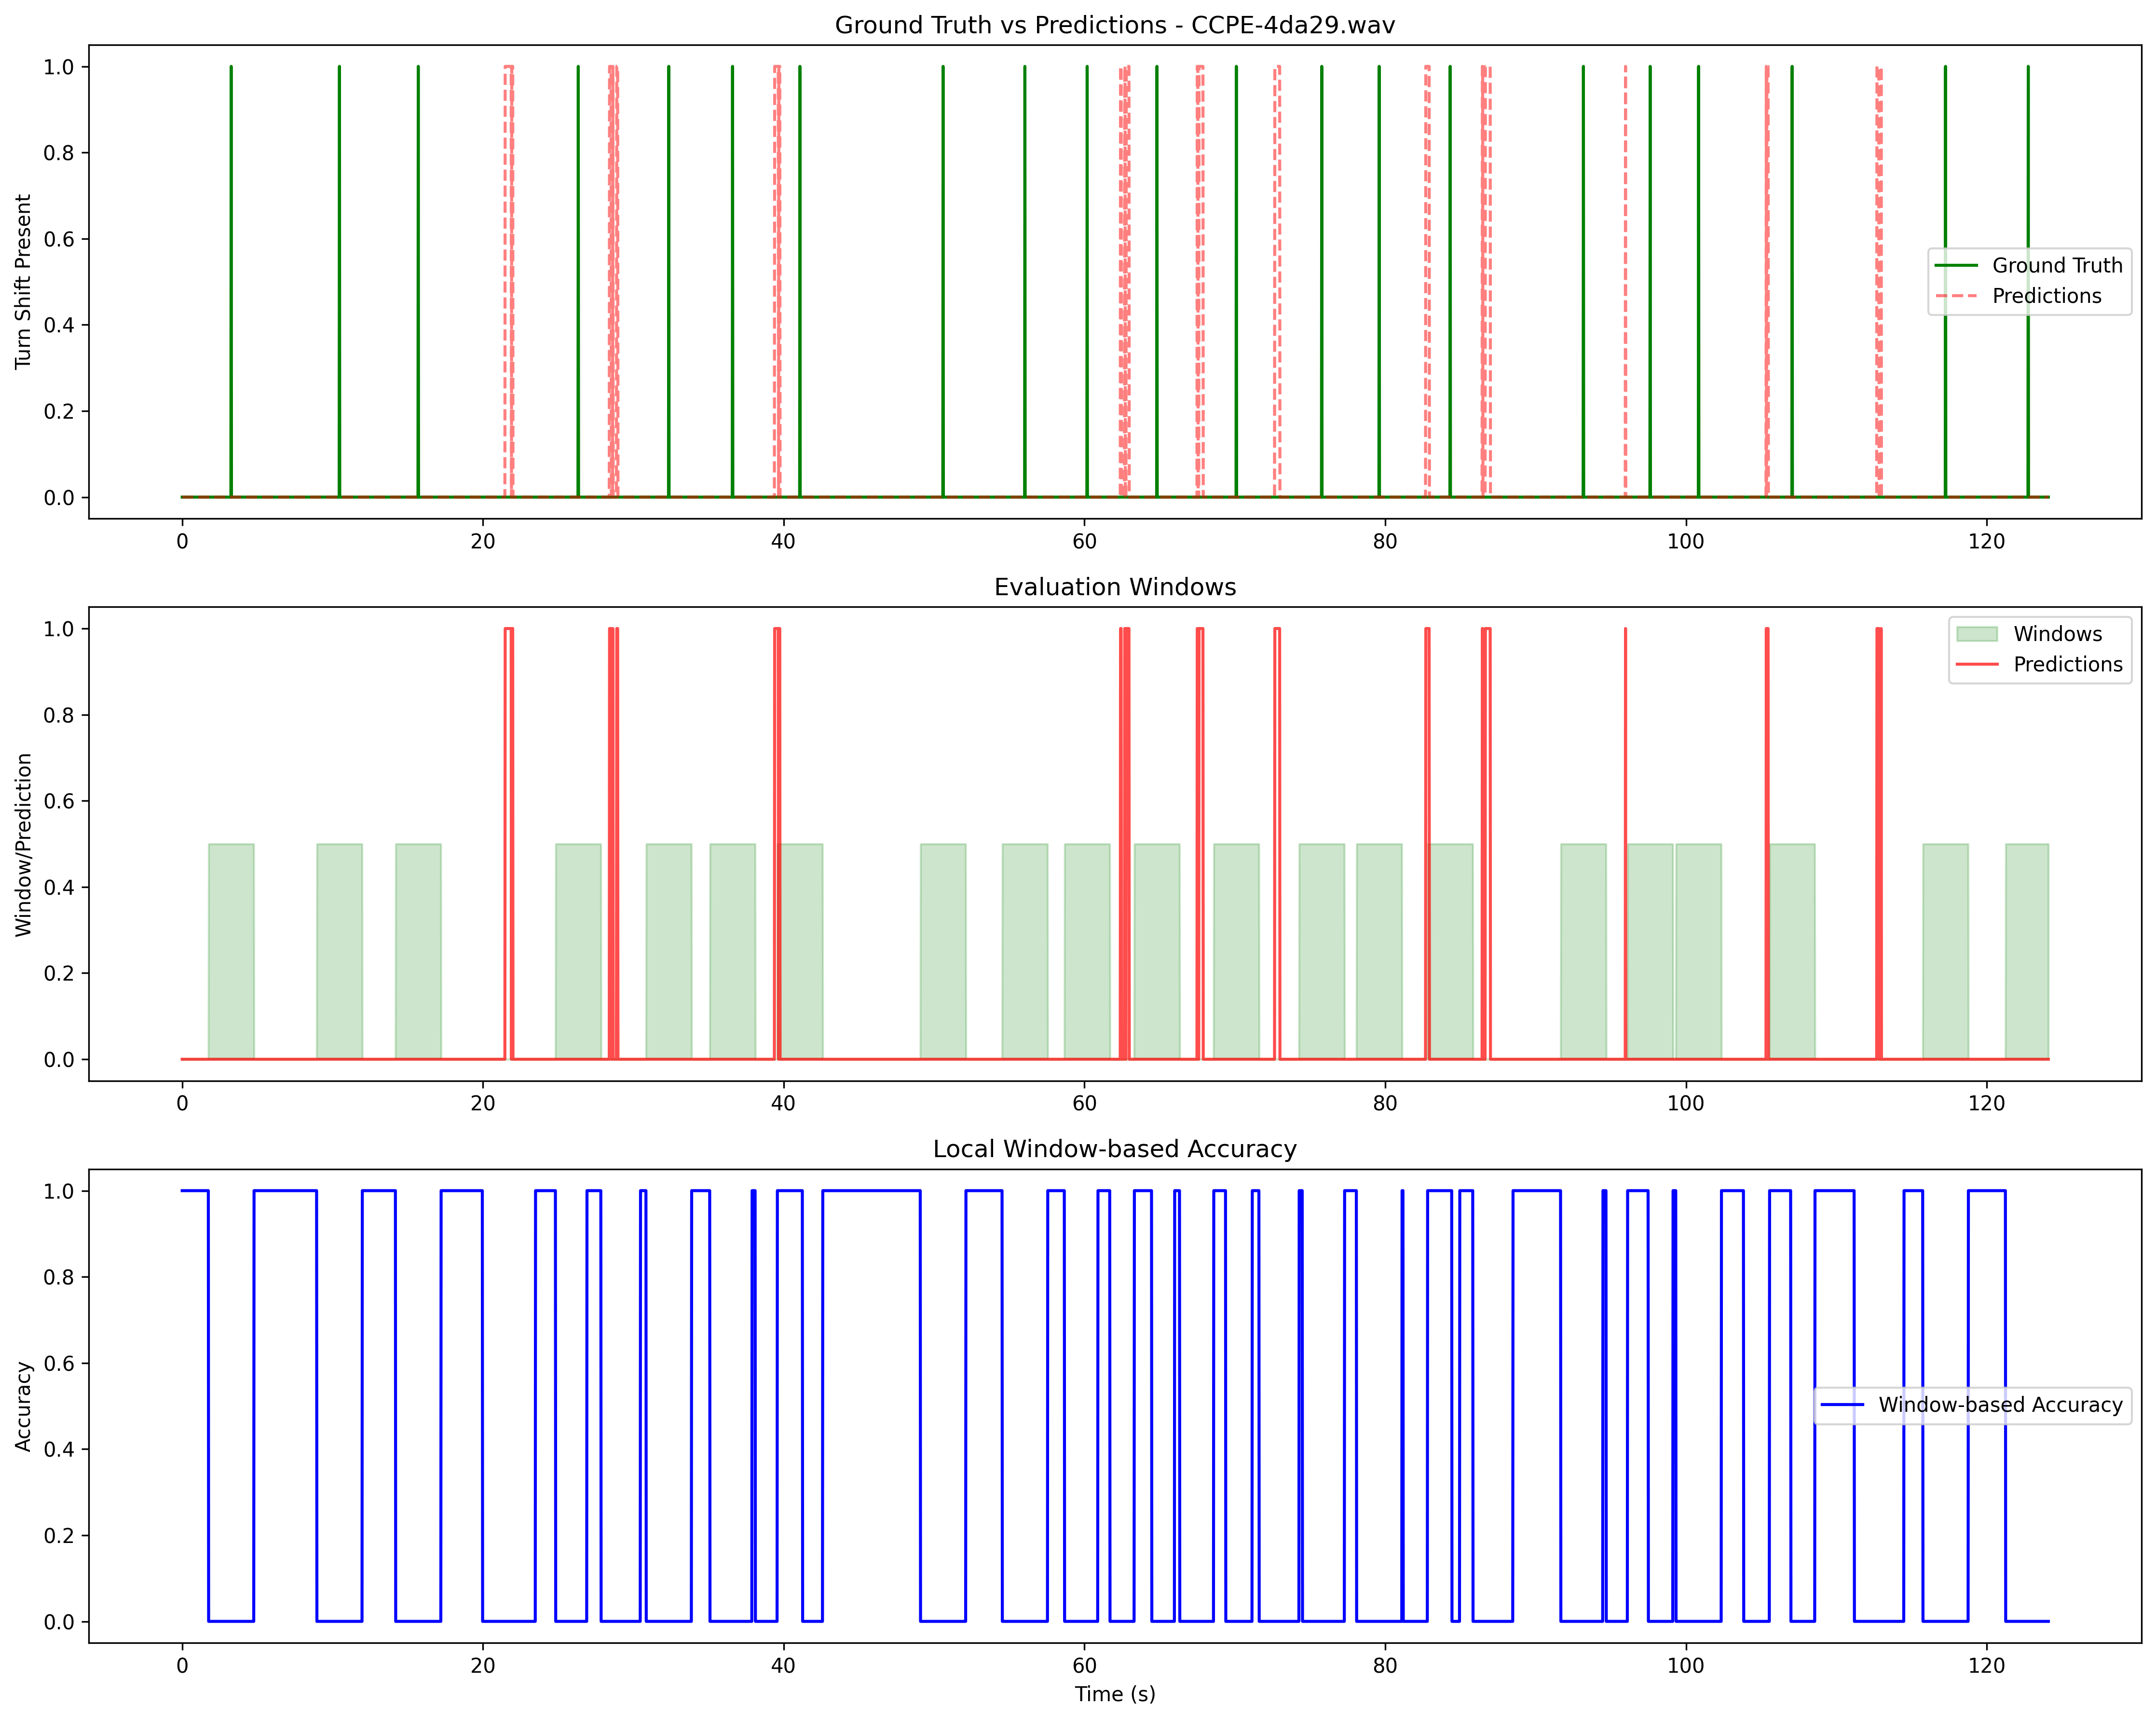 Ground Truth vs Predictions - CCPE-4da29.wav
Turn Shift Present
1.0
0.8
0.6
0.4
0.2
0.0
Ground Truth
Predictions
0 20 40 60 80 100 120
Evaluation Windows
Window/Prediction
1.0
0.8
0.6
0.4
0.2
0.0
Windows
Predictions
0 20 40 60 80 100 120
Local Window-based Accuracy
Accuracy
1.0
0.8
0.6
0.4
0.2
0.0
Window-based Accuracy
0 20 40 60 80 100 120
Time (s)